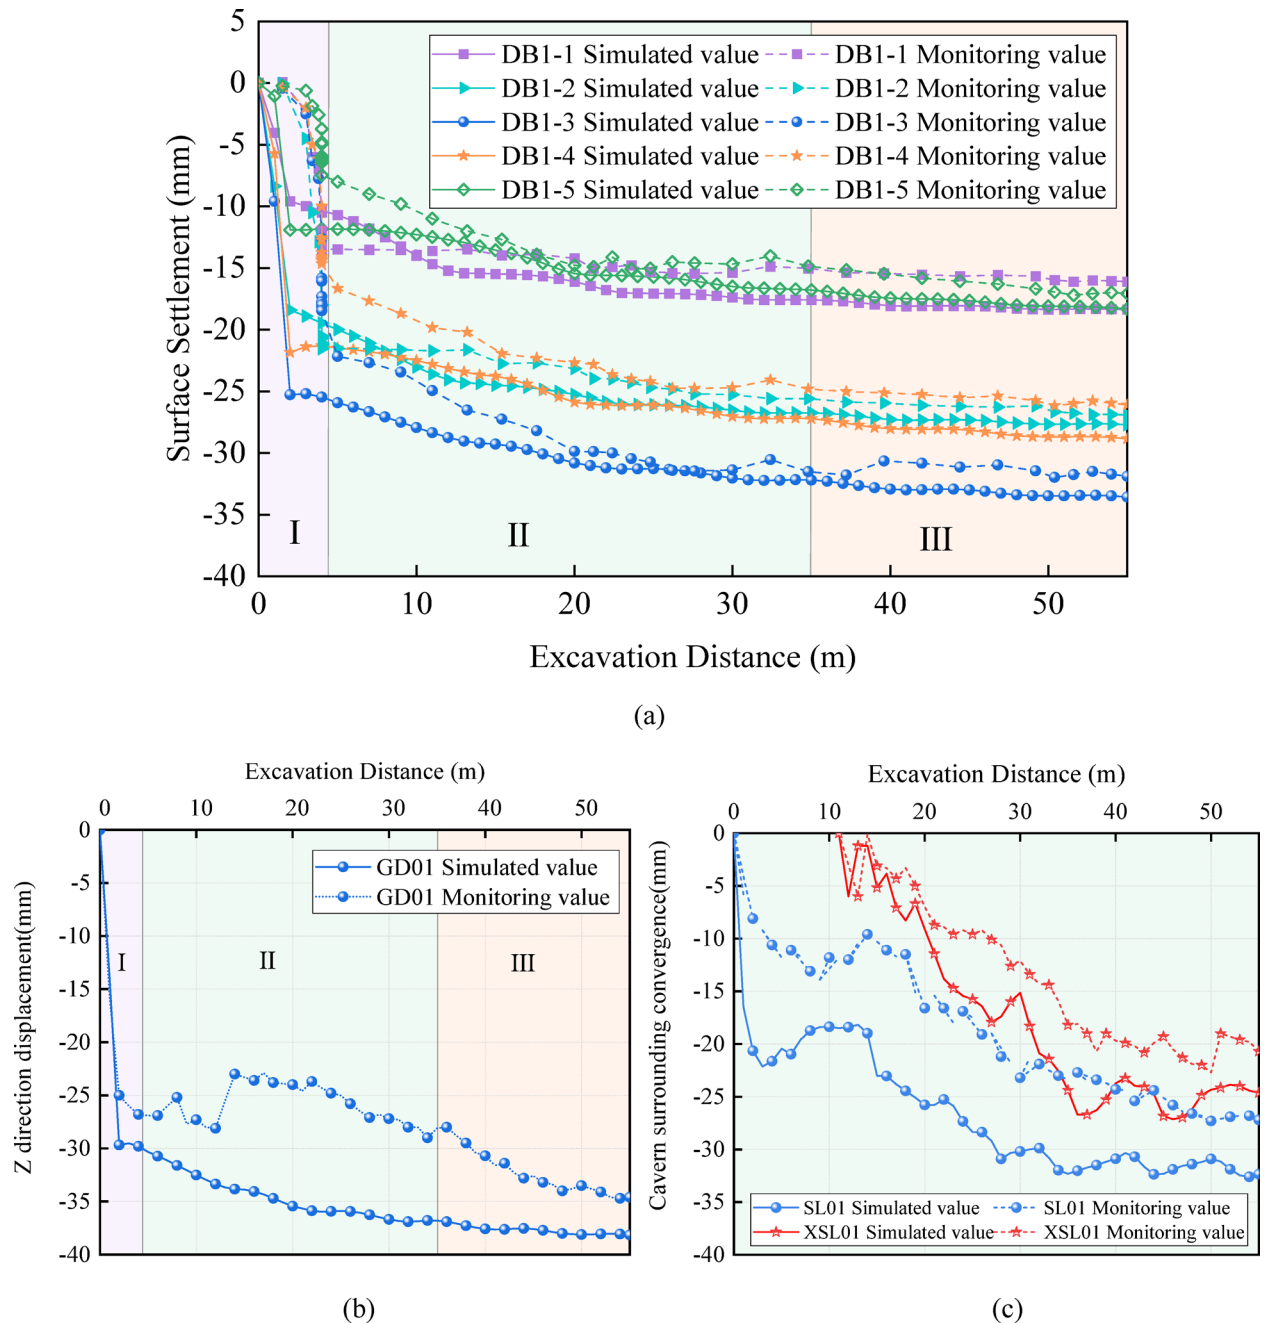 5
0
-5
-10
-15
-20
-25
-30
-35
-40
Surface Settlement (mm)
DB1-1 Simulated value
DB1-1 Monitoring value
DB1-2 Simulated value
DB1-2 Monitoring value
DB1-3 Simulated value
DB1-3 Monitoring value
DB1-4 Simulated value
DB1-4 Monitoring value
DB1-5 Simulated value
DB1-5 Monitoring value
I
II
III
0 10 20 30 40 50
Excavation Distance (m)
(a)
Excavation Distance (m)
0 10 20 30 40 50
0
-5
-10
-15
-20
-25
-30
-35
-40
Z direction displacement(mm)
GD01 Simulated value
GD01 Monitoring value
I
II
III
(b)
Excavation Distance (m)
0 10 20 30 40 50
0
-5
-10
-15
-20
-25
-30
-35
-40
Cavern surrounding convergence(mm)
SL01 Simulated value
SL01 Monitoring value
XSL01 Simulated value
XSL01 Monitoring value
(c)